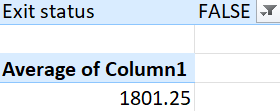 Exit status FALSE
Average of Column1
1801.25